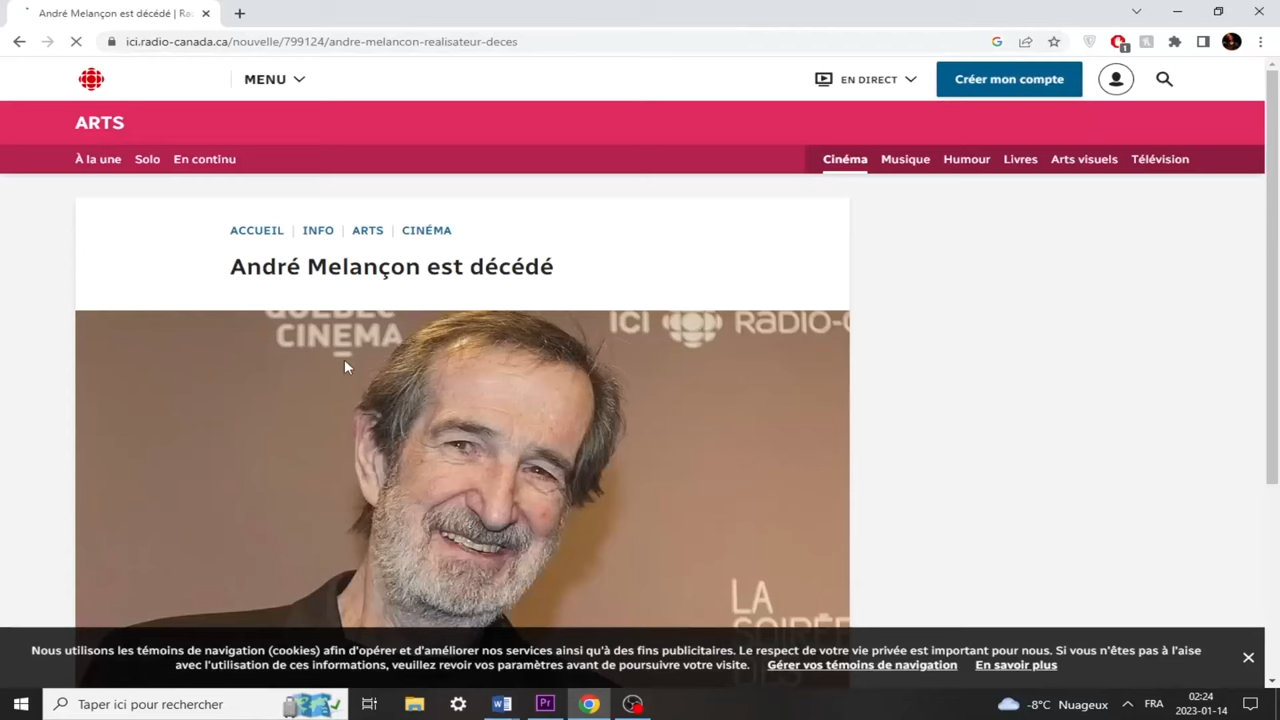 André Melançon est décédé | Ra
ici.radio-canada.ca/nouvelle/799124/andre-melancon-realisateur-deces
1
MENU
EN DIRECT
Créer mon compte
ARTS
À la une Solo En continu
Cinéma Musique Humour Livres Arts visuels Télévision
ACCUEIL | INFO | ARTS | CINÉMA
André Melançon est décédé
QUÉBEC
CINÉMA
ICI RADIO-C
LA
SOIRÉE
Nous utilisons les témoins de navigation (cookies) afin d'opérer et d'améliorer nos services ainsi qu'à des fins publicitaires. Le respect de votre vie privée est important pour nous. Si vous n'êtes pas à l'aise
avec l'utilisation de ces informations, veuillez revoir vos paramètres avant de poursuivre votre visite. Gérer vos témoins de navigation En savoir plus
Taper ici pour rechercher
W
Pr
-8°C Nuageux
FRA
02:24
2023-01-14